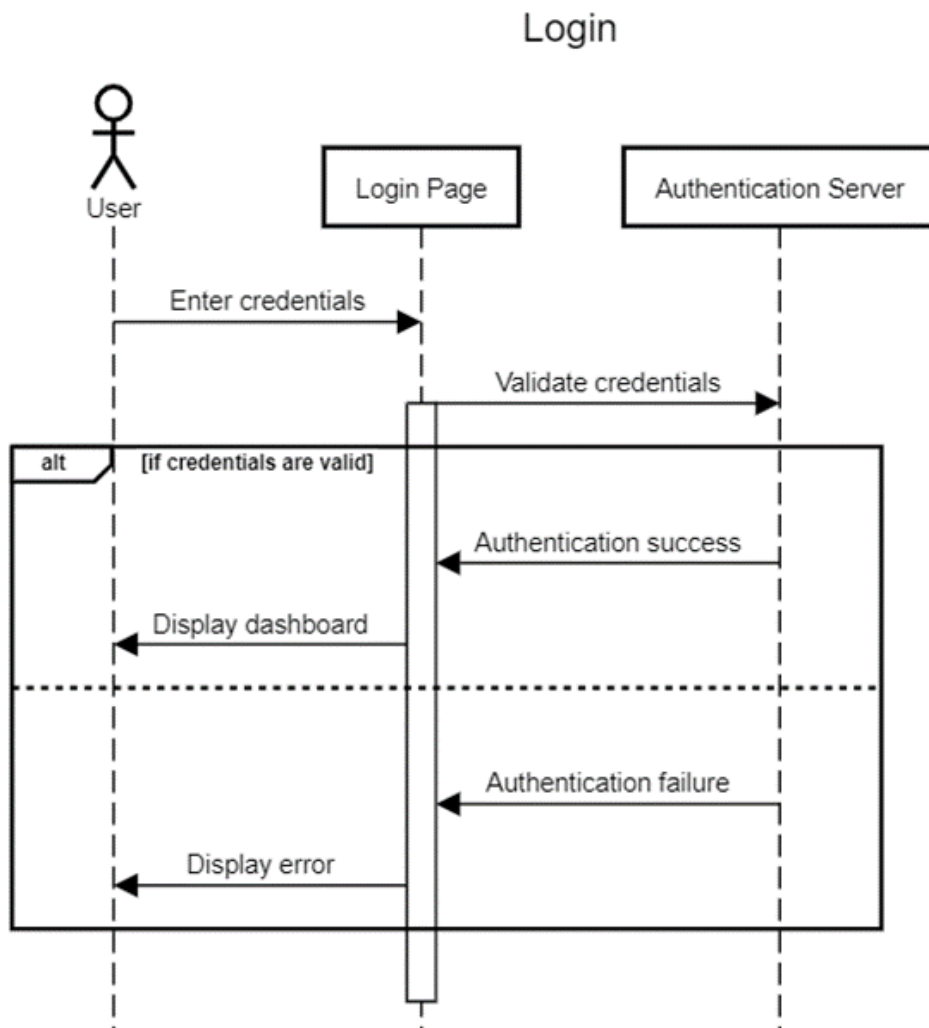 Login
User
Login Page
Authentication Server
Enter credentials
Validate credentials
alt
[if credentials are valid]
Authentication success
Display dashboard
Authentication failure
Display error